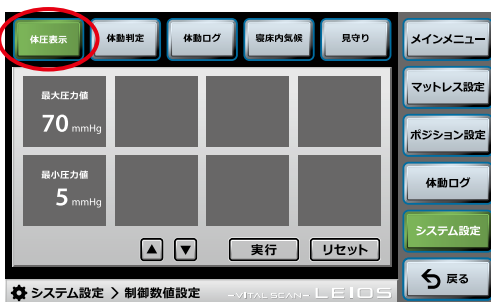 体圧表示
体動判定
体動ログ
寝床内気候
見守り
メインメニュー
マットレス設定
ポジション設定
体動ログ
システム設定
戻る
最大圧力値
70 mmHg
最小圧力値
5 mmHg
▲ ▼ 実行 リセット
システム設定 > 制御数値設定
-VITAL SCAN- LEIOS